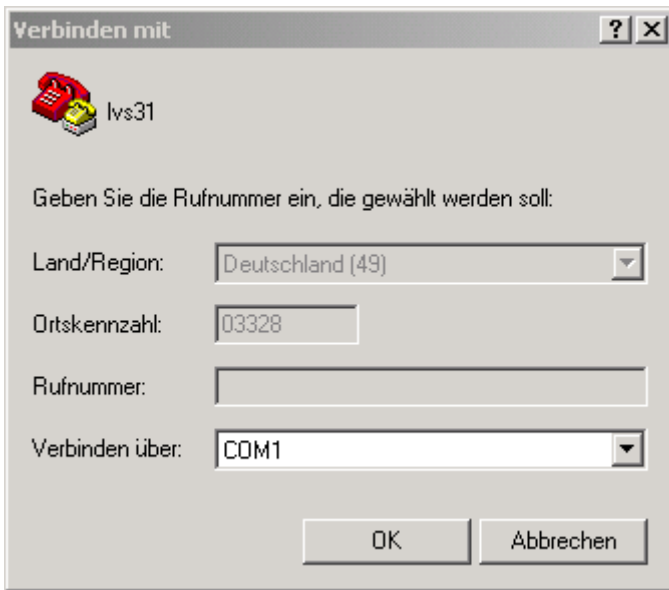 Verbinden mit
lvs31
Geben Sie die Rufnummer ein, die gewählt werden soll:
Land/Region: Deutschland (49)
Ortskennzahl: 03328
Rufnummer:
Verbinden über: COM1
OK Abbrechen